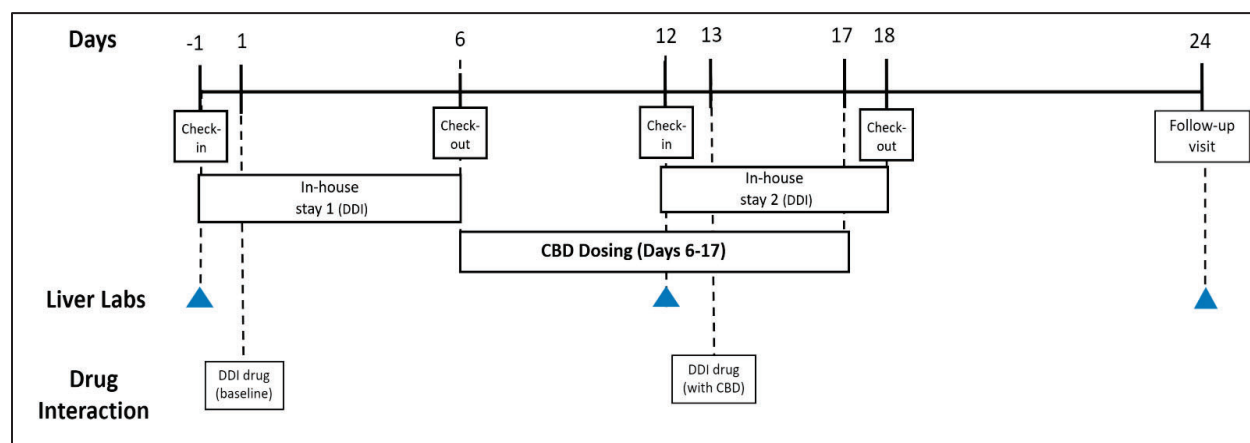 Days
-1 1 6 12 13 17 18 24
Check-
in
Check-
out
Check-
in
Check-
out
Follow-up
visit
In-house
stay 1 (DDI)
In-house
stay 2 (DDI)
CBD Dosing (Days 6-17)
Liver Labs
Drug
Interaction
DDI drug
(baseline)
DDI drug
(with CBD)